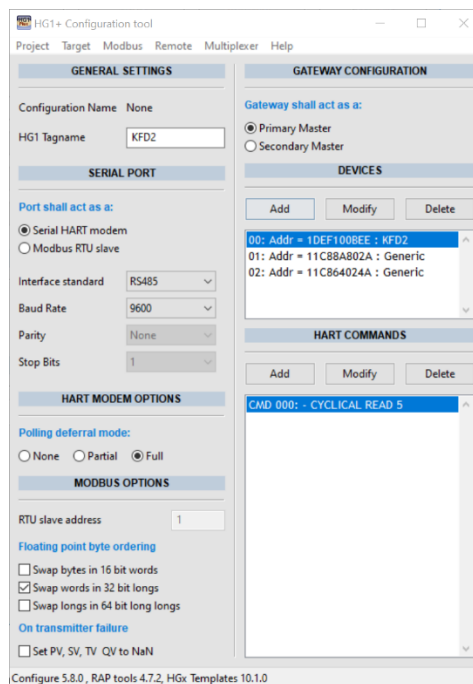 HG1+ Configuration tool
Project Target Modbus Remote Multiplexer Help
GENERAL SETTINGS
Configuration Name None
HG1 Tagname KFD2
SERIAL PORT
Port shall act as a:
Serial HART modem
Modbus RTU slave
Interface standard RS485
Baud Rate 9600
Parity None
Stop Bits 1
HART MODEM OPTIONS
Polling deferral mode:
None Partial Full
MODBUS OPTIONS
RTU slave address 1
Floating point byte ordering
Swap bytes in 16 bit words
Swap words in 32 bit longs
Swap longs in 64 bit long longs
On transmitter failure
Set PV, SV, TV QV to NaN
GATEWAY CONFIGURATION
Gateway shall act as a:
Primary Master
Secondary Master
DEVICES
Add Modify Delete
00: Addr = 1DEF100BEE : KFD2
01: Addr = 11C88A802A : Generic
02: Addr = 11C864024A : Generic
HART COMMANDS
Add Modify Delete
CMD 000: - CYCLICAL READ 5
Configure 5.8.0 , RAP tools 4.7.2, HGx Templates 10.1.0